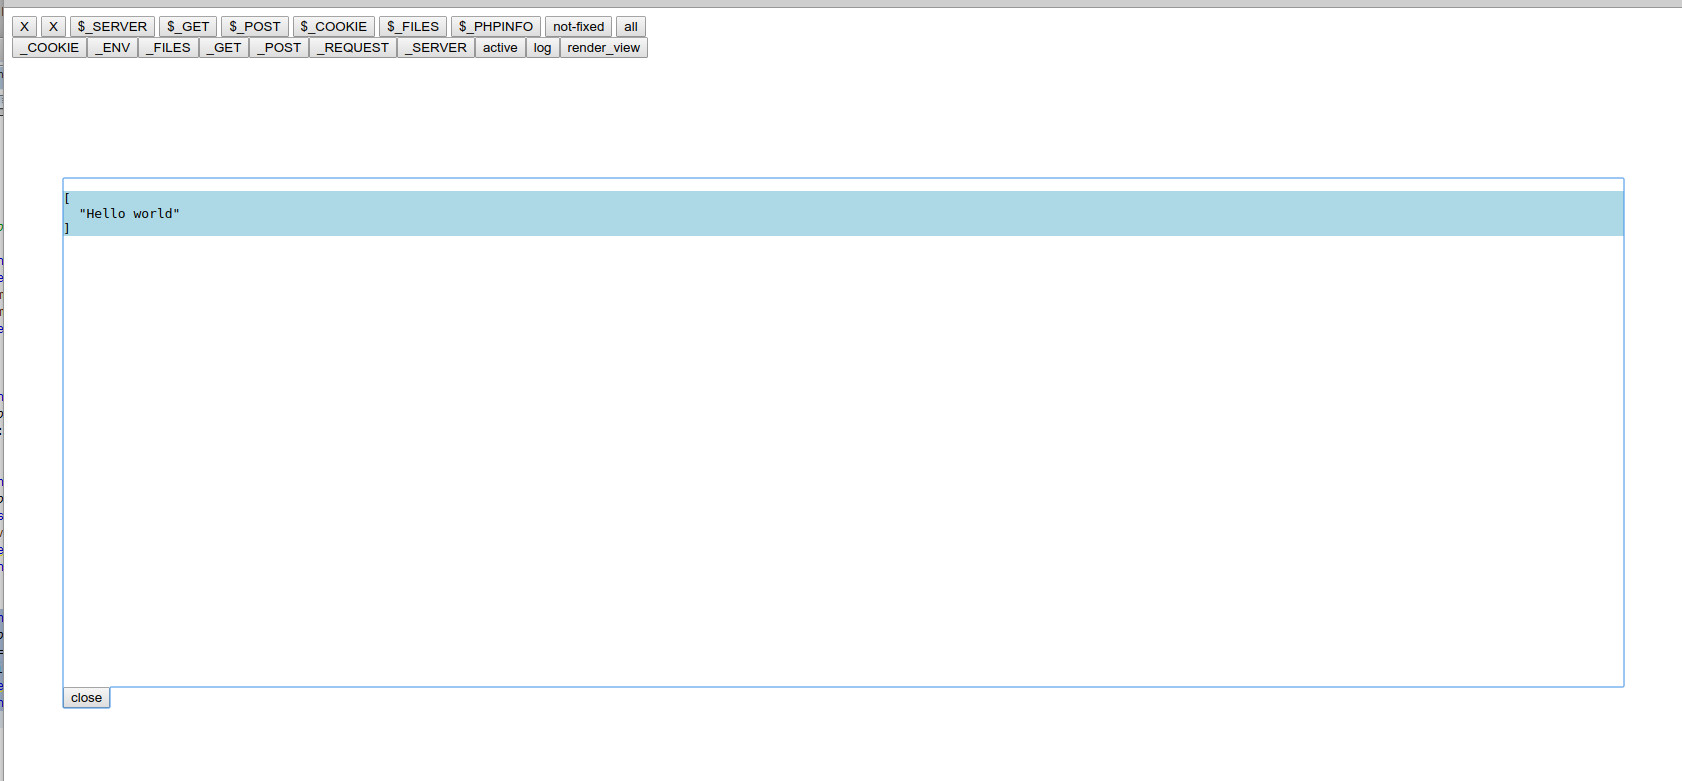 X X $_SERVER $_GET $_POST $_COOKIE $_FILES $_PHPINFO not-fixed all
_COOKIE _ENV _FILES _GET _POST _REQUEST _SERVER active log render_view
[
"Hello world"
]
close